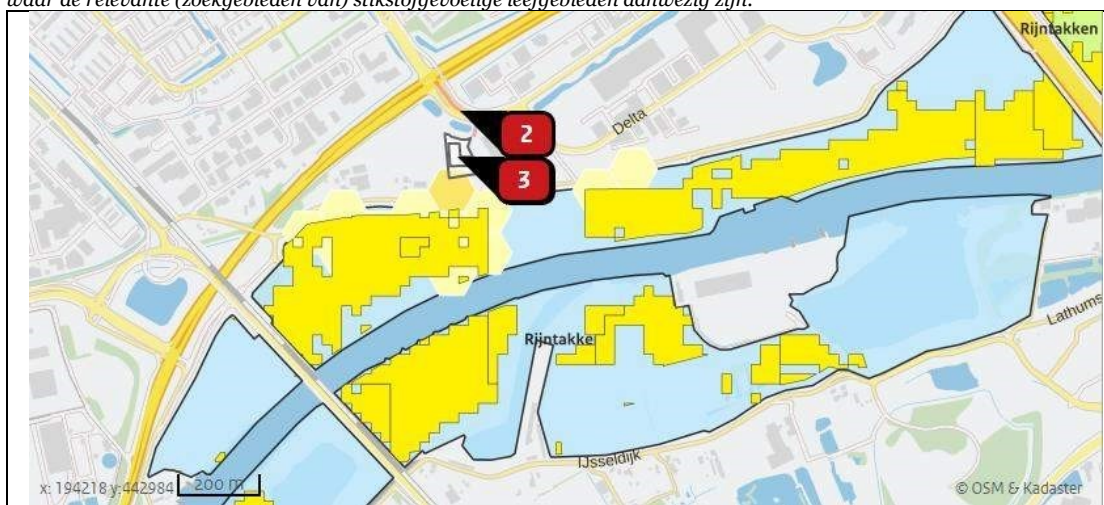 waar de relevante (zoekgebieden van) stikstofgevoelige leefgebieden aanwezig zijn.
Rijntakken
2
Delta
3
Lathums
Rijntakke
IJsseldijk
x: 194218 y:442984
200 m
© OSM & Kadaster